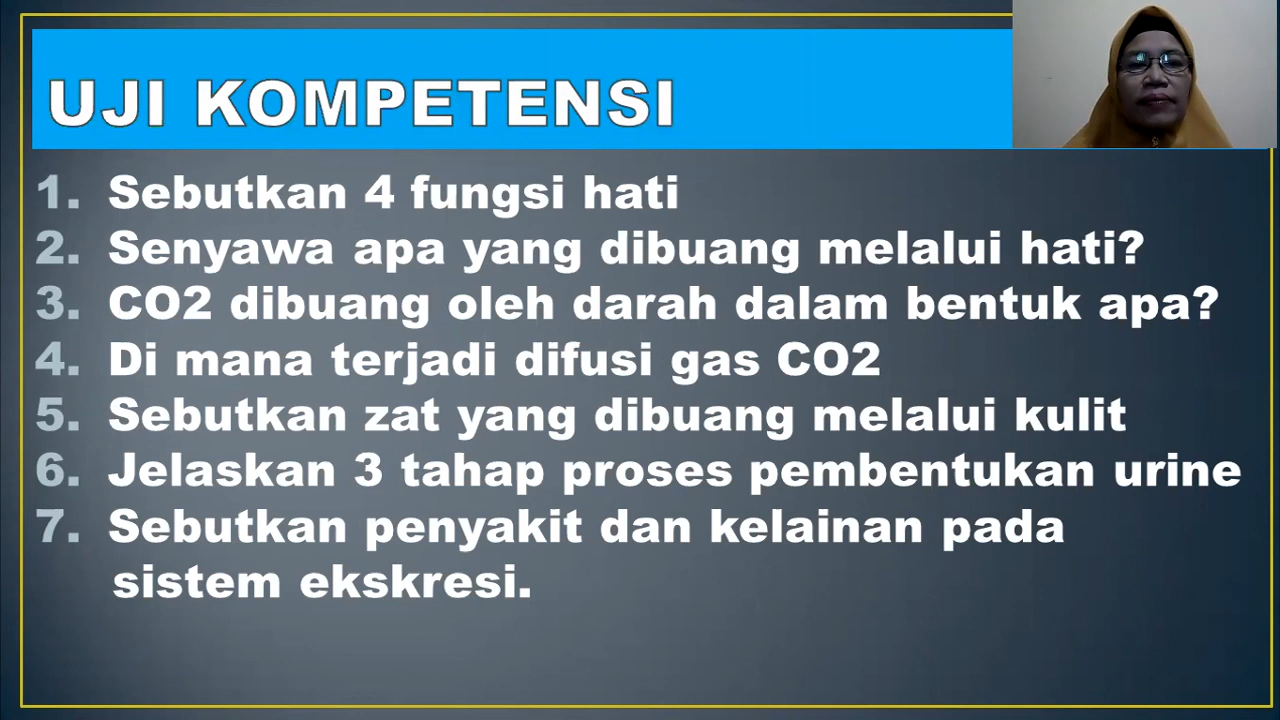 UJI KOMPETENSI
1. Sebutkan 4 fungsi hati
2. Senyawa apa yang dibuang melalui hati?
3. CO2 dibuang oleh darah dalam bentuk apa?
4. Di mana terjadi difusi gas CO2
5. Sebutkan zat yang dibuang melalui kulit
6. Jelaskan 3 tahap proses pembentukan urine
7. Sebutkan penyakit dan kelainan pada
sistem ekskresi.